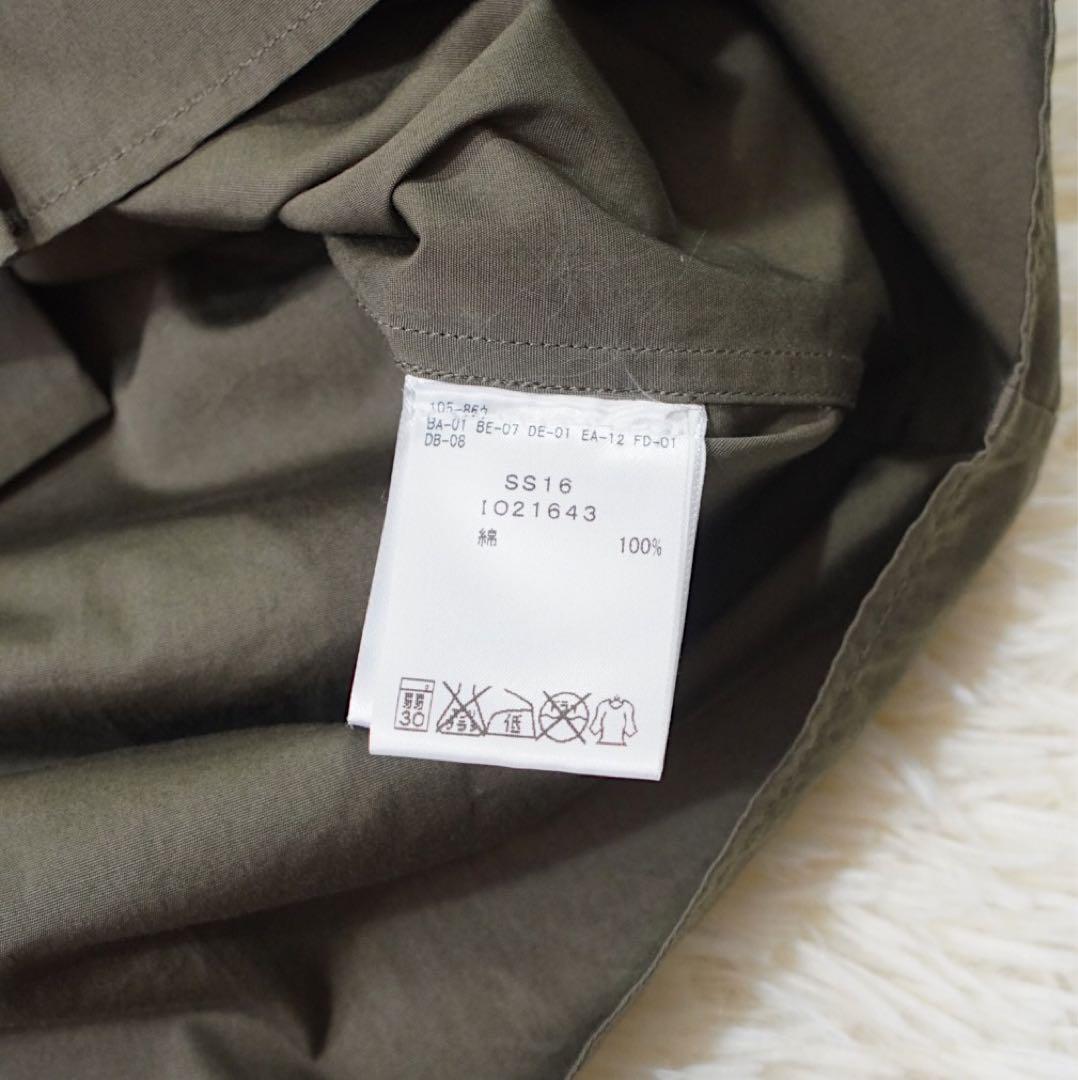 BA-01 BE-07 DE-01 EA-12 FD-01
DB-08
SS16
IO21643
綿 100%
30 低